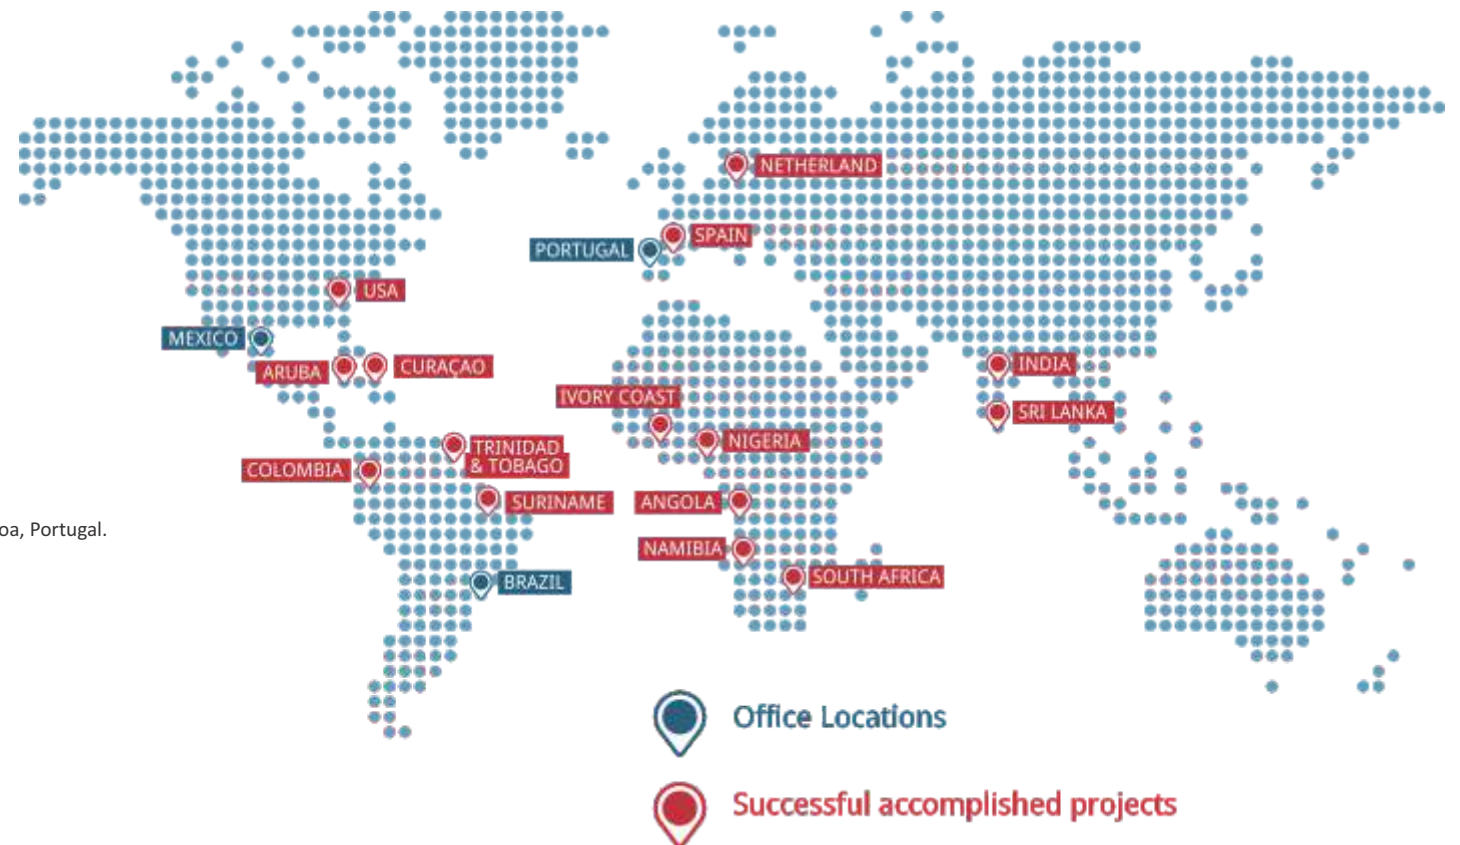 NETHERLAND
SPAIN
PORTUGAL
USA
MEXICO
ARUBA
CURAÇAO
INDIA
IVORY COAST
SRI LANKA
NIGERIA
TRINIDAD
& TOBAGO
COLOMBIA
SURINAME
ANGOLA
oa, Portugal.
NAMIBIA
SOUTH AFRICA
BRAZIL
Office Locations
Successful accomplished projects